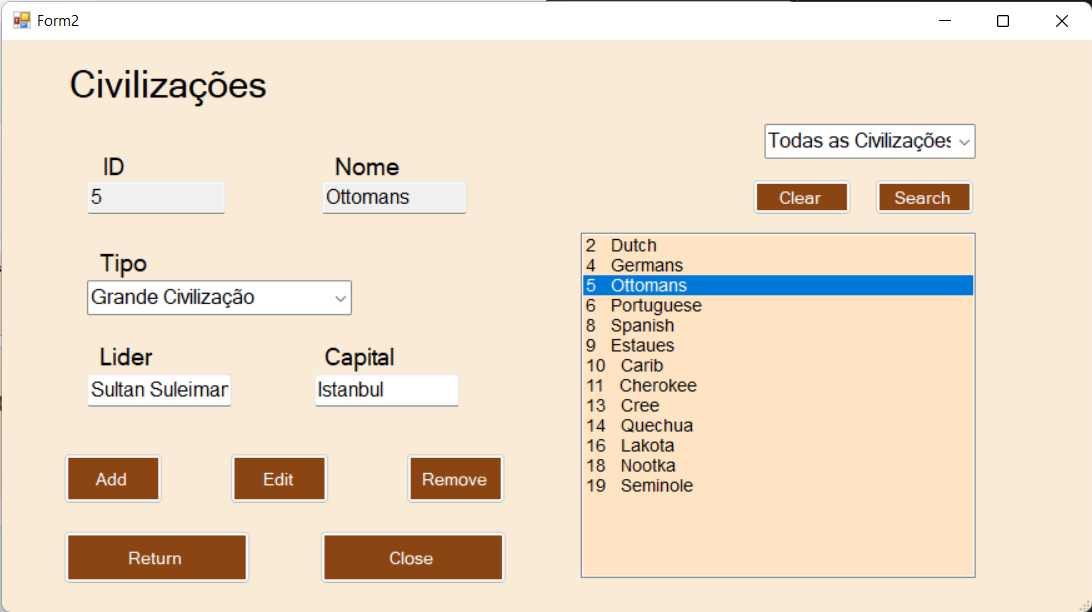 Form2
Civilizações
Todas as Civilizações
ID
Nome
5
Ottomans
Clear
Search
Tipo
Grande Civilização
Lider
Capital
Sultan Suleiman
Istanbul
Add
Edit
Remove
Return
Close
2 Dutch
4 Germans
5 Ottomans
6 Portuguese
8 Spanish
9 Estaues
10 Carib
11 Cherokee
13 Cree
14 Quechua
16 Lakota
18 Nootka
19 Seminole